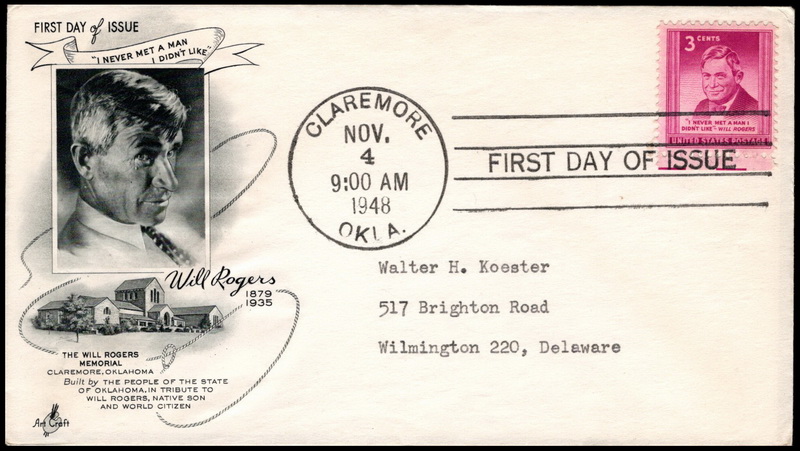 FIRST DAY of ISSUE
"I NEVER MET A MAN
I DIDN'T LIKE"
Will Rogers
1879
1935
THE WILL ROGERS
MEMORIAL
CLAREMORE, OKLAHOMA
Built by THE PEOPLE OF THE STATE
OF OKLAHOMA, IN TRIBUTE TO
WILL ROGERS, NATIVE SON
AND WORLD CITIZEN
Art Craft
CLAREMORE
NOV.
4
9:00 AM
1948
OKLA.
3 CENTS
"I NEVER MET A MAN I
DIDN'T LIKE" - WILL ROGERS
UNITED STATES POSTAGE
FIRST DAY OF ISSUE
Walter H. Koester
517 Brighton Road
Wilmington 220, Delaware